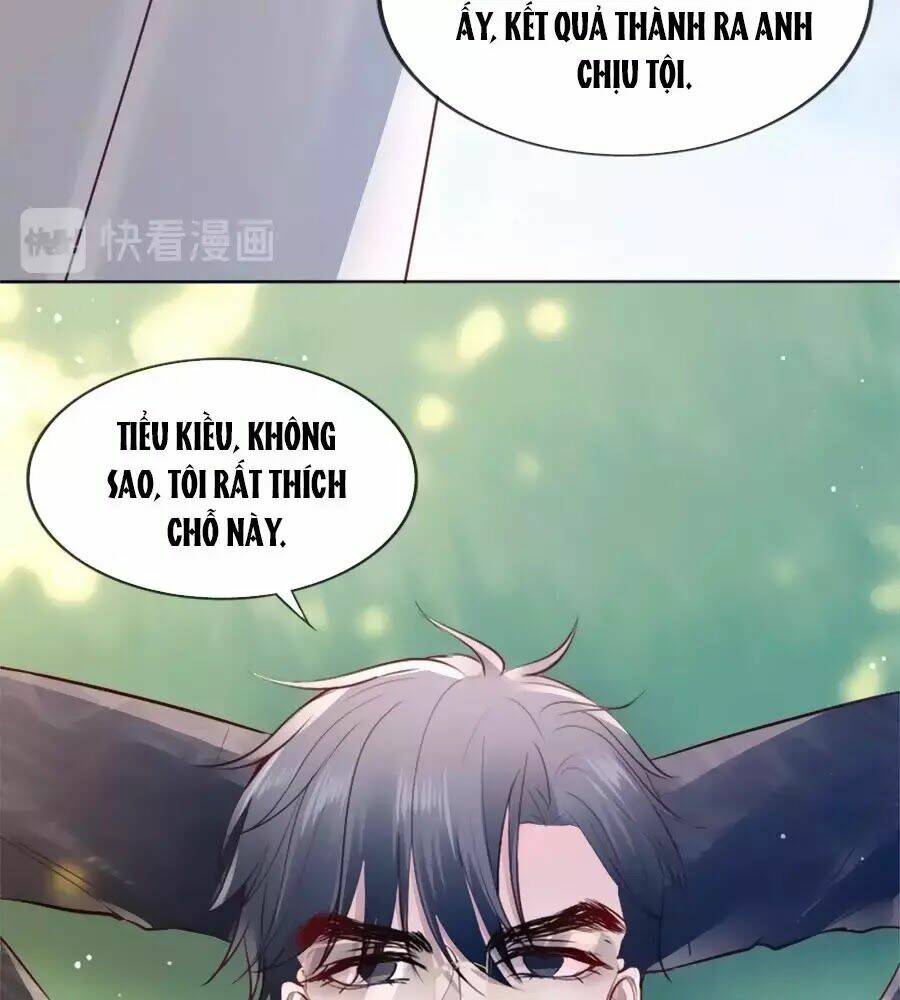 ẤY, KẾT QUẢ THÀNH RA ANH
CHỊU TỘI.
快看漫画
TIỂU KIỀU, KHÔNG
SAO, TÔI RẤT THÍCH
CHỖ NÀY.